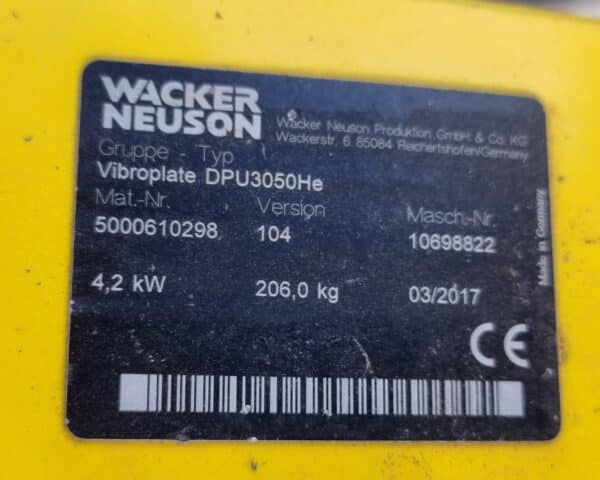 WACKER
NEUSON
Wacker Neuson Produktion GmbH & Co. KG
Wackerstr. 6 85084 Reichertshofen/Germany
Gruppe - Typ
Vibroplate DPU3050He
Mat.-Nr. Version Masch.-Nr.
5000610298 104 10698822
4,2 kW 206,0 kg 03/2017
Made in Germany
CE